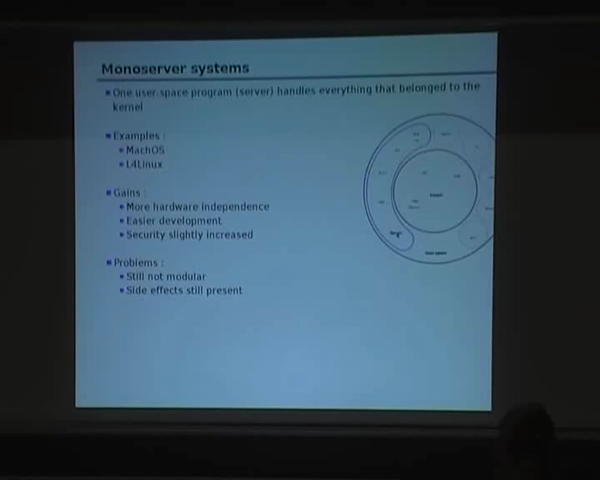 Monoserver systems
One user-space program (server) handles everything that belonged to the
kernel
Examples :
MachOS
L4Linux
Gains :
More hardware independence
Easier development
Security slightly increased
Problems :
Still not modular
Side effects still present